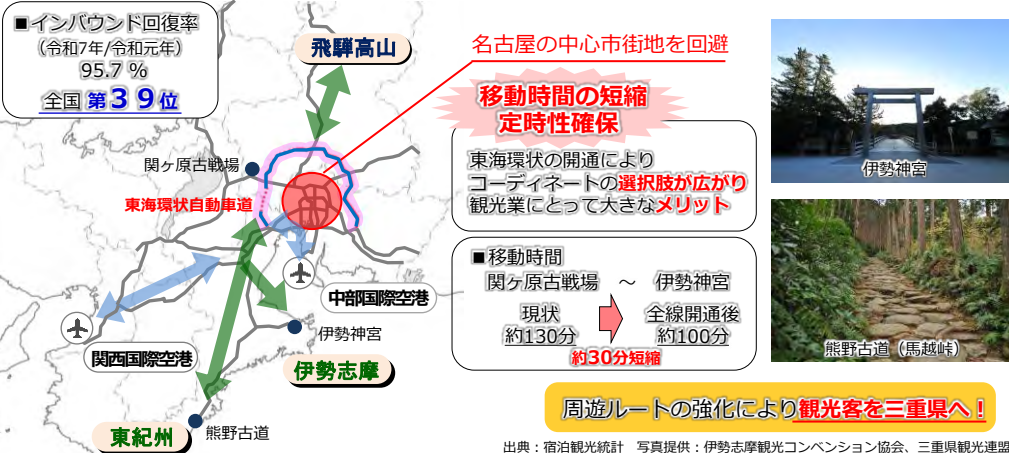 ■インバウンド回復率
（令和7年/令和元年）
95.7 %
全国 第39位
飛騨高山
関ヶ原古戦場
東海環状自動車道
中部国際空港
関西国際空港
伊勢神宮
伊勢志摩
東紀州
熊野古道
名古屋の中心市街地を回避
移動時間の短縮
定時性確保
東海環状の開通により
コーディネートの選択肢が広がり
観光業にとって大きなメリット
■移動時間
関ヶ原古戦場 ～ 伊勢神宮
現状 全線開通後
約130分 約100分
約30分短縮
伊勢神宮
熊野古道（馬越峠）
周遊ルートの強化により観光客を三重県へ！
出典：宿泊観光統計 写真提供：伊勢志摩観光コンベンション協会、三重県観光連盟